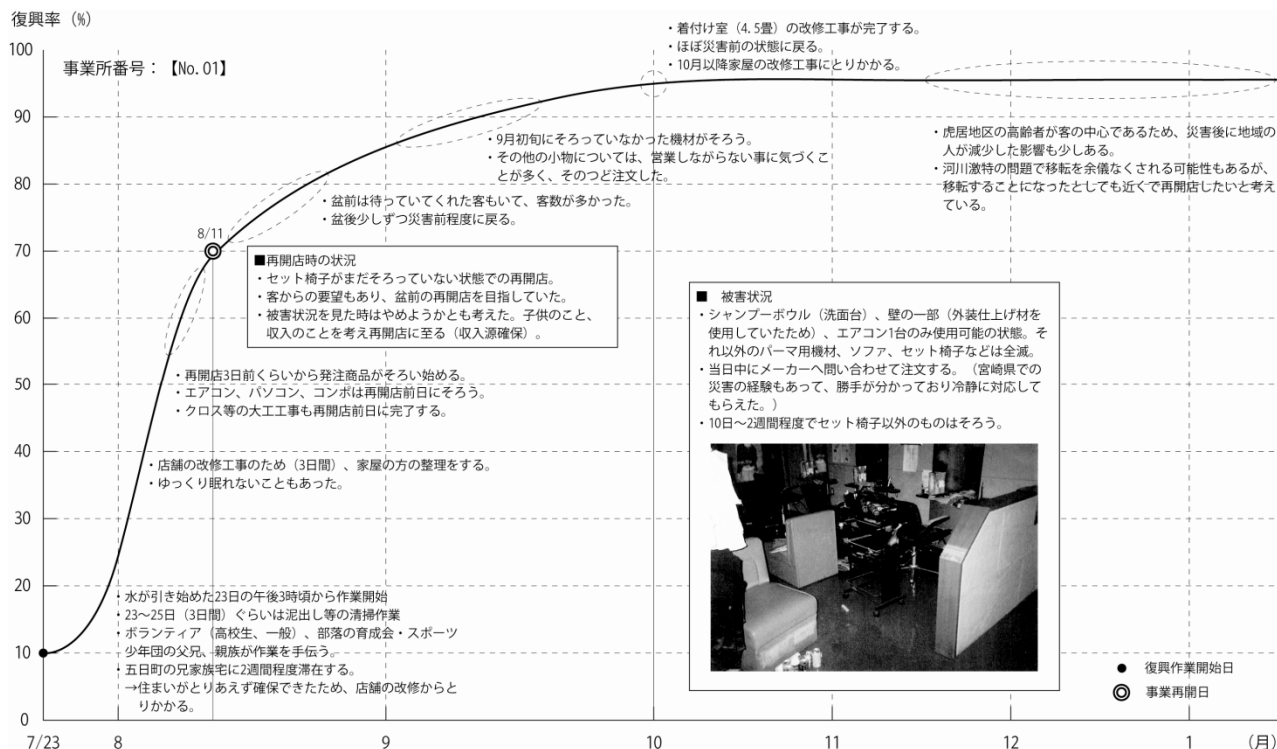 復興率（%）
100
90
80
70
60
50
40
30
20
10
0
事業所番号：【No.01】
・着付け室（4.5畳）の改修工事が完了する。
・ほぼ災害前の状態に戻る。
・10月以降家屋の改修工事にとりかかる。
・9月初旬にそろっていなかった機材がそろう。
・その他の小物については、営業しながらない事に気づくこ
とが多く、そのつど注文した。
・虎居地区の高齢者が客の中心であるため、災害後に地域の
人が減少した影響も少しある。
・河川激特の問題で移転を余儀なくされる可能性もあるが、
移転することになったとしても近くで再開店したいと考え
ている。
・盆前は待っていてくれた客もいて、客数が多かった。
・盆後少しずつ災害前程度に戻る。
8/11
■再開店時の状況
・セット椅子がまだそろっていない状態での再開店。
・客からの要望もあり、盆前の再開店を目指していた。
・被害状況を見た時はやめようかとも考えた。子供のこと、
収入のことを考え再開店に至る（収入源確保）。
■ 被害状況
・シャンプーボウル（洗面台）、壁の一部（外装仕上げ材を
使用していたため）、エアコン1台のみ使用可能の状態。そ
れ以外のパーマ用機材、ソファ、セット椅子などは全滅。
・当日中にメーカーへ問い合わせて注文する。（宮崎県での
災害の経験もあって、勝手が分かっており冷静に対応して
もらえた。）
・10日～2週間程度でセット椅子以外のものはそろう。
・再開店3日前くらいから発注商品がそろい始める。
・エアコン、パソコン、コンポは再開店前日にそろう。
・クロス等の大工工事も再開店前日に完了する。
・店舗の改修工事のため（3日間）、家屋の方の整理をする。
・ゆっくり眠れないこともあった。
・水が引き始めた23日の午後3時頃から作業開始
・23～25日（3日間）ぐらいは泥出し等の清掃作業
・ボランティア（高校生、一般）、部落の育成会・スポーツ
少年団の父兄、親族が作業を手伝う。
・五日町の兄家族宅に2週間程度滞在する。
→住まいがとりあえず確保できたため、店舗の改修からと
りかかる。
● 復興作業開始日
◎ 事業再開日
7/23 8 9 10 11 12 1 （月）